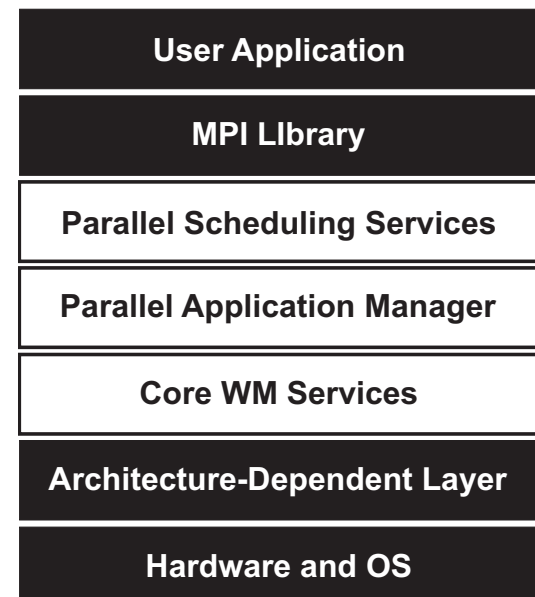 User Application
MPI LIbrary
Parallel Scheduling Services
Parallel Application Manager
Core WM Services
Architecture-Dependent Layer
Hardware and OS